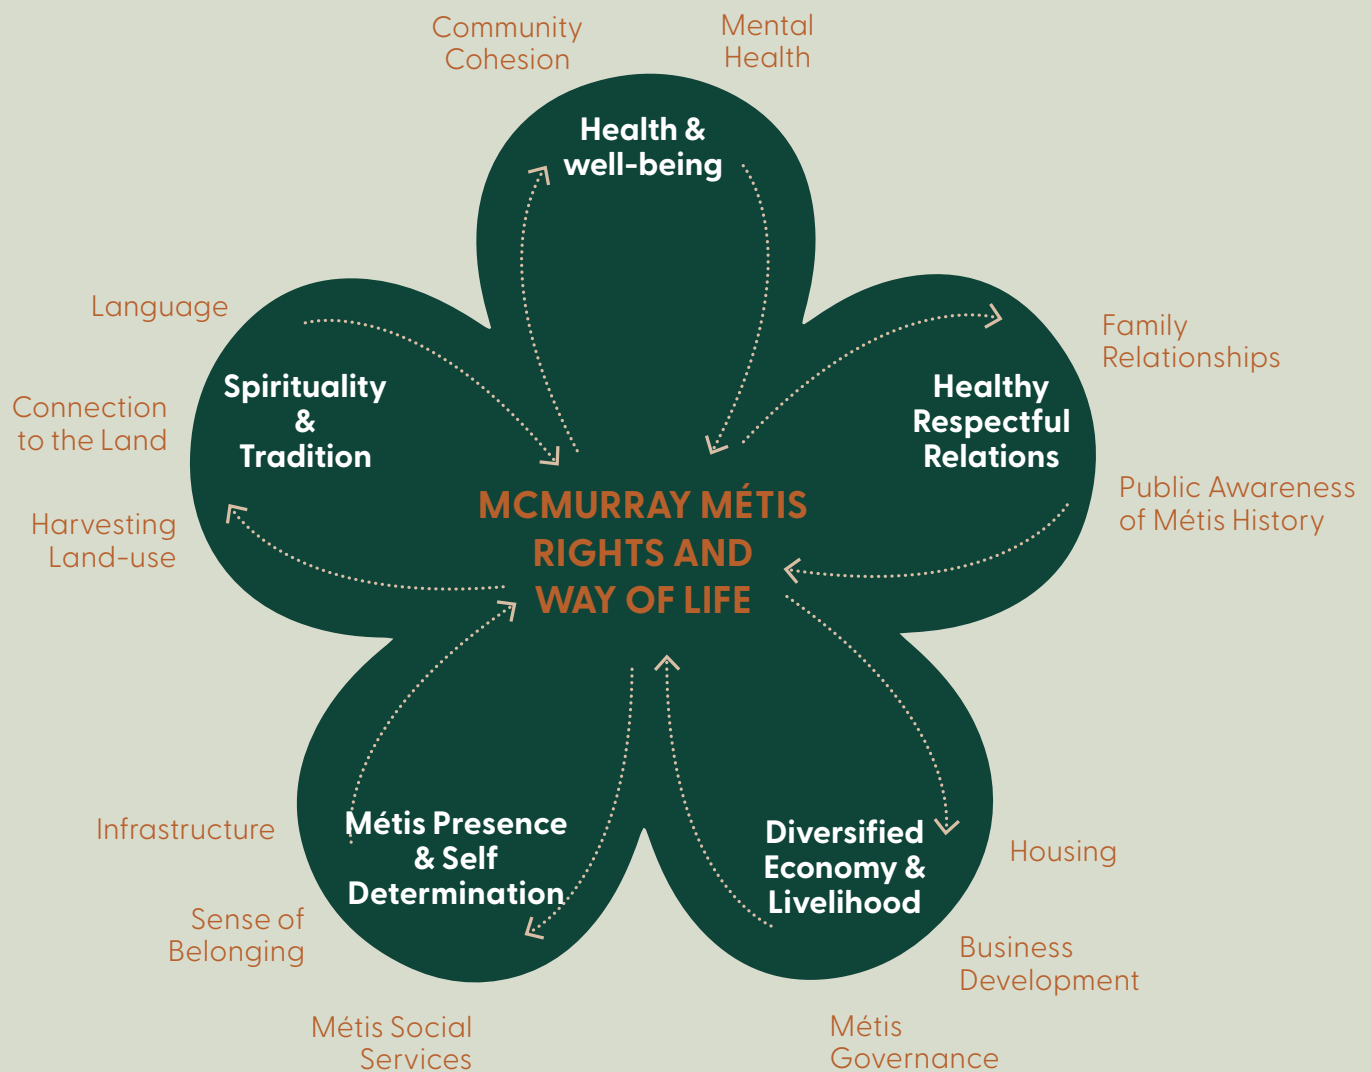 Community
Cohesion
Mental
Health
Health &
well-being
Language
Connection
to the Land
Harvesting
Land-use
Spirituality
&
Tradition
Healthy
Respectful
Relations
Family
Relationships
Public Awareness
of Métis History
MCMURRAY MÉTIS
RIGHTS AND
WAY OF LIFE
Infrastructure
Sense of
Belonging
Métis Social
Services
Métis Presence
& Self
Determination
Diversified
Economy &
Livelihood
Housing
Business
Development
Métis
Governance